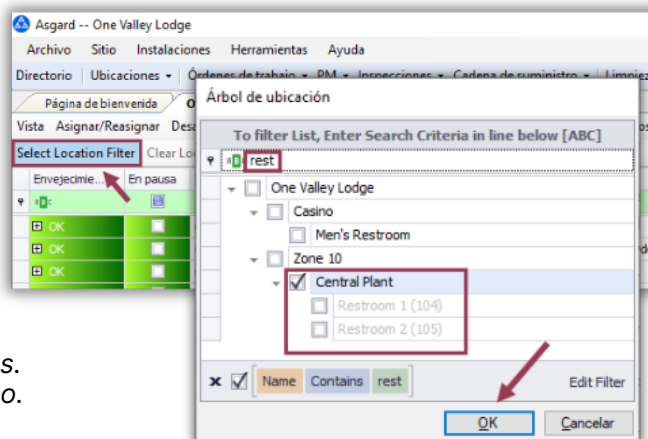 Asgard -- One Valley Lodge
Archivo Sitio Instalaciones Herramientas Ayuda
Directorio Ubicaciones Órdenes de trabajo PM Inspecciones Cadena de suministro
Página de bienvenida
Vista Asignar/Reasignar
Select Location Filter Clear
Envejecimie... En pausa
OK
OK
OK
Árbol de ubicación
To filter List, Enter Search Criteria in line below [ABC]
rest
One Valley Lodge
Casino
Men's Restroom
Zone 10
Central Plant
Restroom 1 (104)
Restroom 2 (105)
Name Contains rest Edit Filter
OK Cancelar
s.
o.